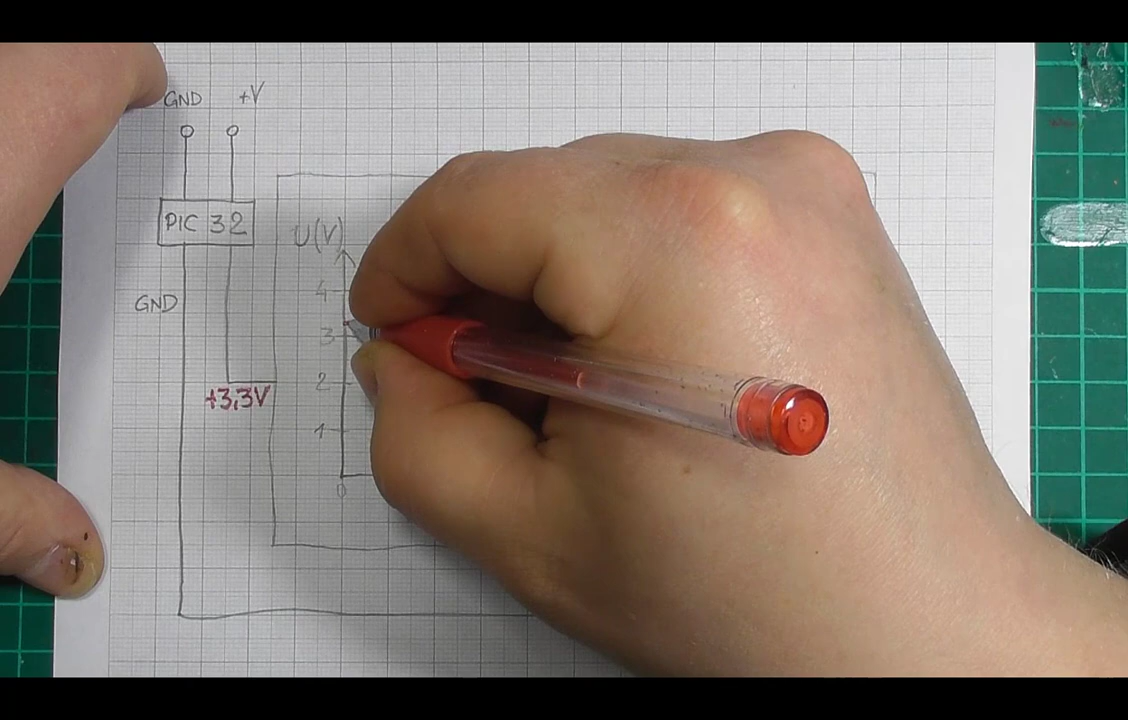 GND +V
PIC 32
U(V)
4
GND
3
2
+3,3V
1
0